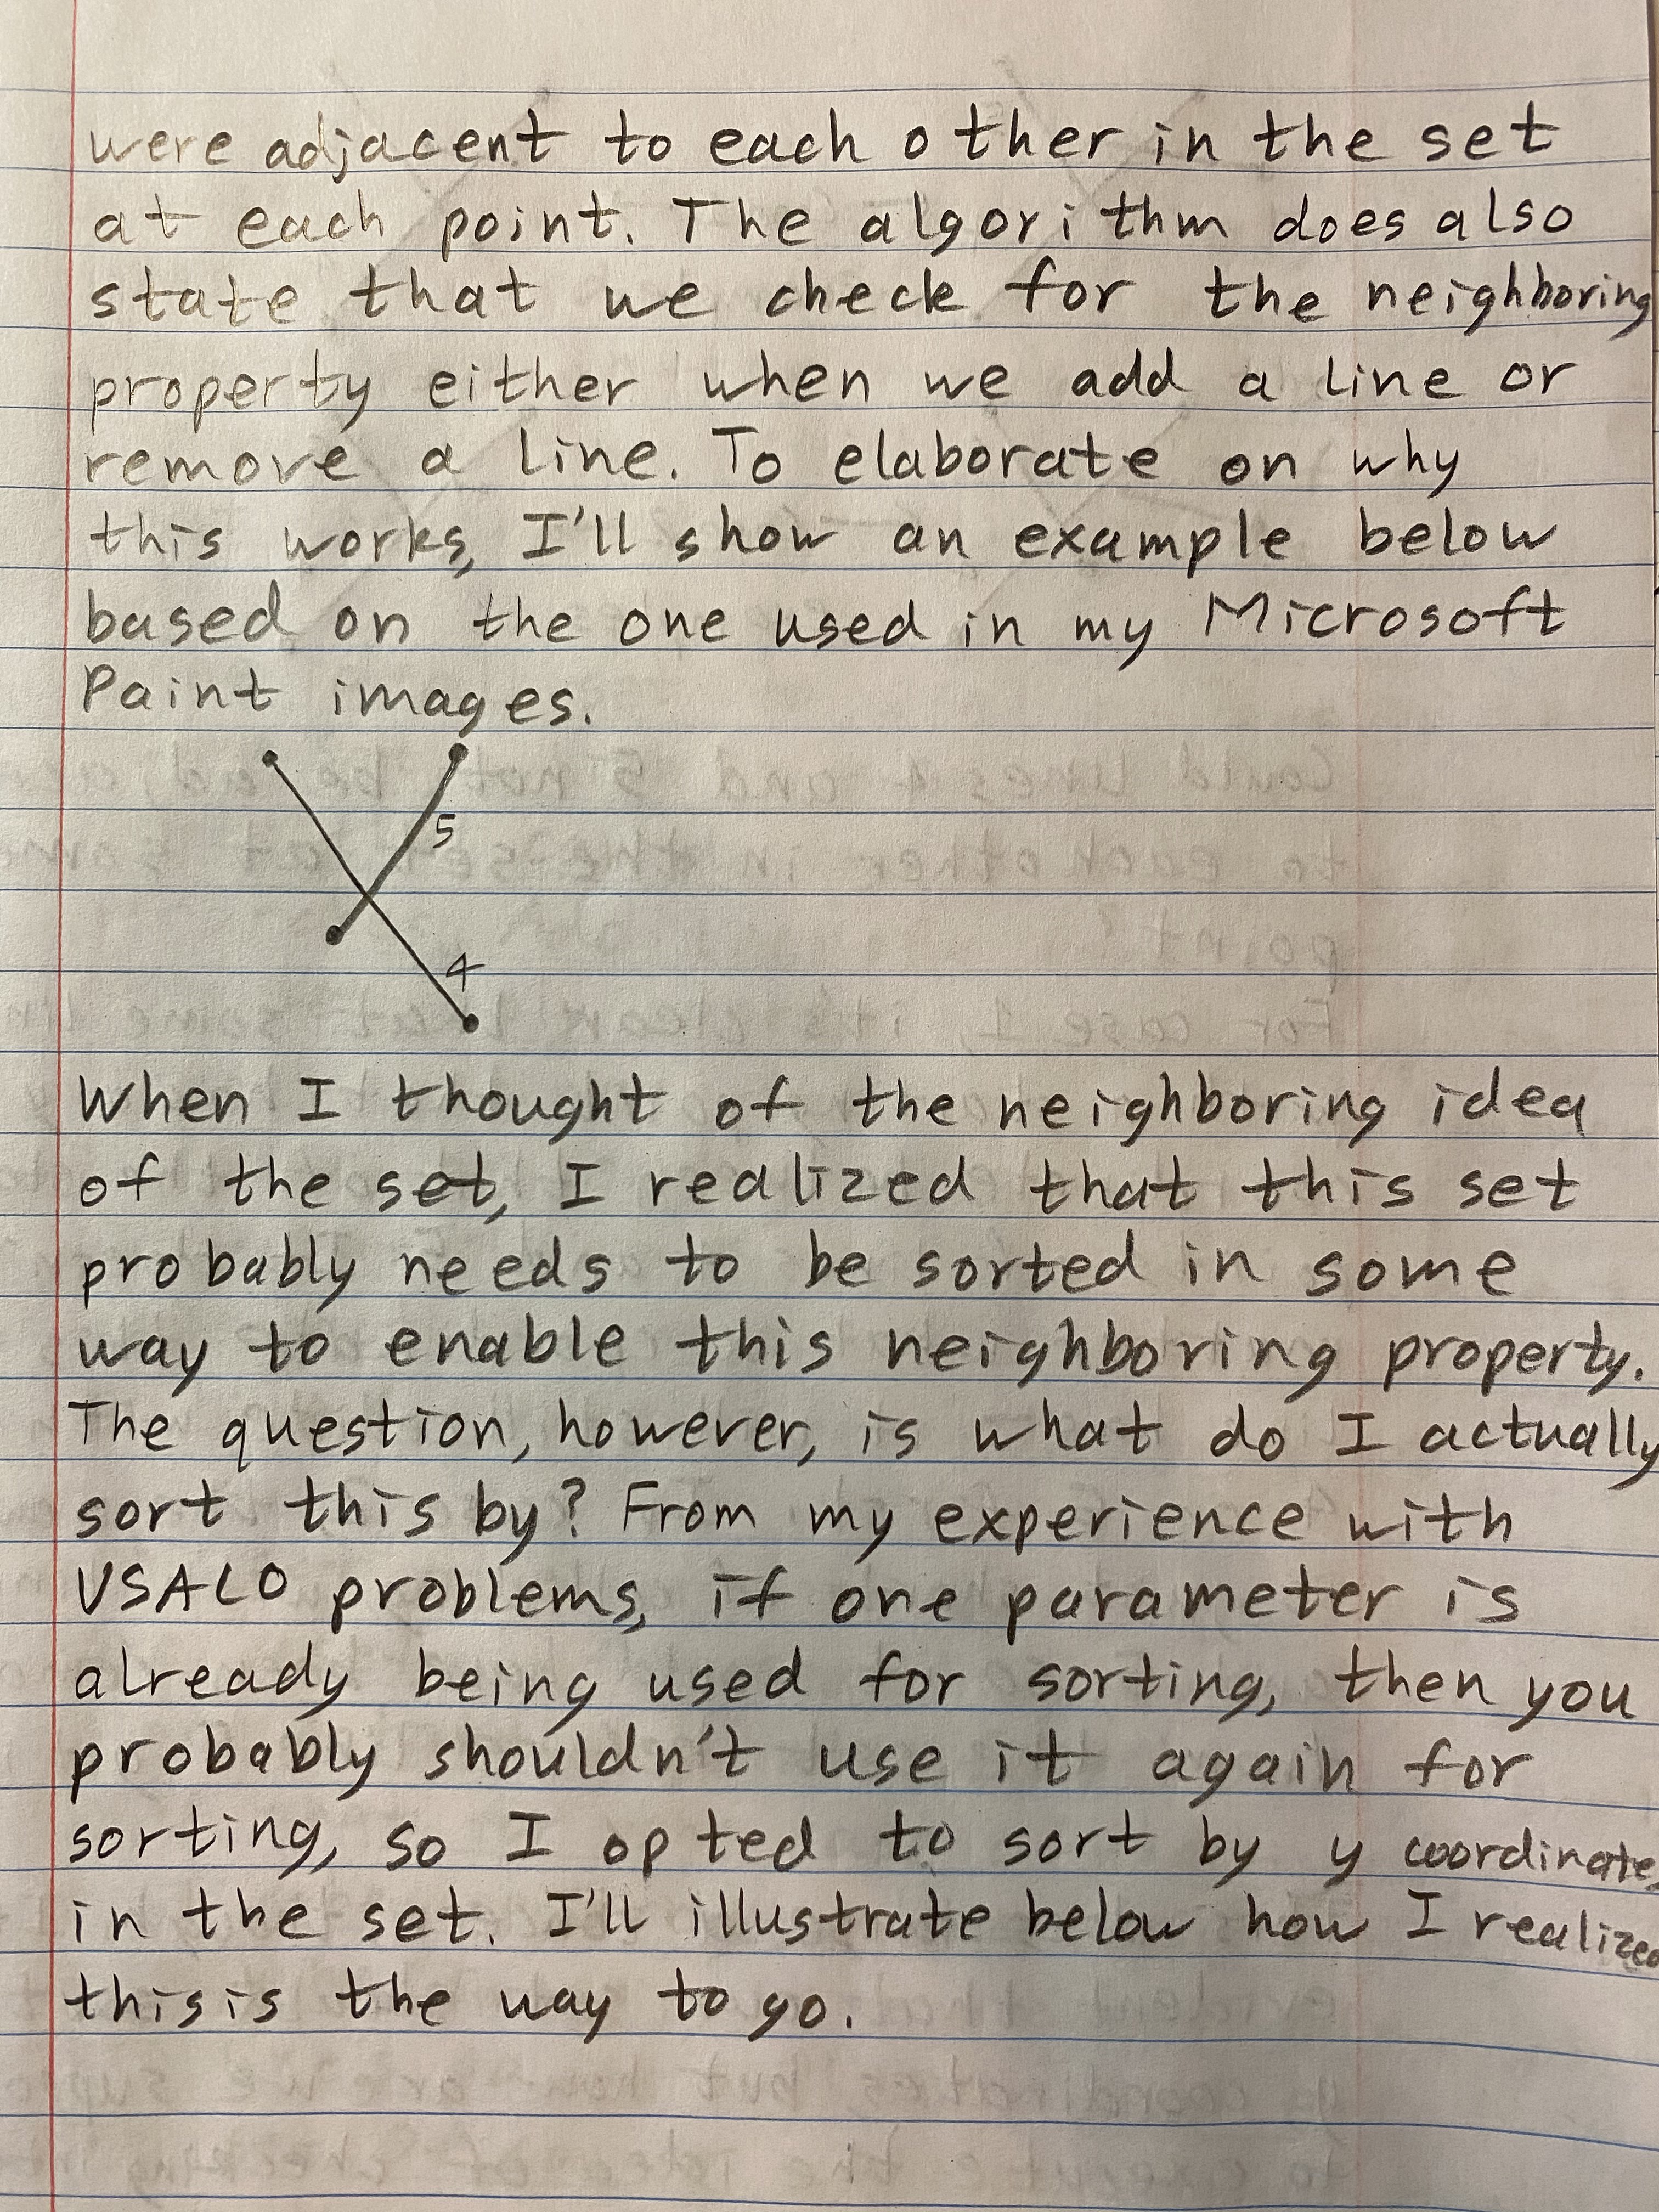 were adjacent to each other in the set
at each point. The algorithm does also
state that we check for the neighboring
property either when we add a line or
remove a line. To elaborate on why
this works, I'll show an example below
based on the one used in my Microsoft
Paint images.
5
4
When I thought of the neighboring idea
of the set, I realized that this set
probably needs to be sorted in some
way to enable this neighboring property.
The question, however, is what do I actually
sort this by? From my experience with
USACO problems, if one parameter is
already being used for sorting, then you
probably shouldn't use it again for
sorting, so I opted to sort by y coordinates
in the set. I'll illustrate below how I realized
this is the way to go.